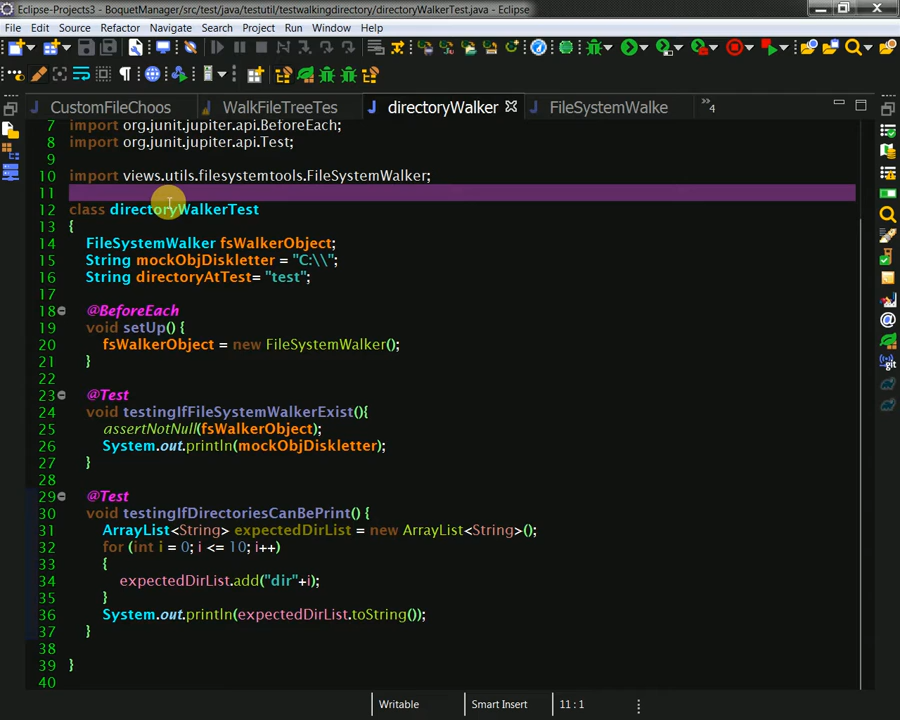 Eclipse-Projects3 - BoquetManager/src/test/java/testutil/testwalkingdirectory/directoryWalkerTest.java - Eclipse
File Edit Source Refactor Navigate Search Project Run Window Help
CustomFileChoos WalkFileTreeTes directoryWalker FileSystemWalke »4
7 import org.junit.jupiter.api.BeforeEach;
8 import org.junit.jupiter.api.Test;
9
10 import views.utils.filesystemtools.FileSystemWalker;
11
12 class directoryWalkerTest
13 {
14 FileSystemWalker fsWalkerObject;
15 String mockObjDiskletter = "C:\\";
16 String directoryAtTest= "test";
17
18 @BeforeEach
19 void setUp() {
20 fsWalkerObject = new FileSystemWalker();
21 }
22
23 @Test
24 void testingIfFileSystemWalkerExist(){
25 assertNotNull(fsWalkerObject);
26 System.out.println(mockObjDiskletter);
27 }
28
29 @Test
30 void testingIfDirectoriesCanBePrint() {
31 ArrayList<String> expectedDirList = new ArrayList<String>();
32 for (int i = 0; i <= 10; i++)
33 {
34 expectedDirList.add("dir"+i);
35 }
36 System.out.println(expectedDirList.toString());
37 }
38
39 }
40
Writable Smart Insert 11 : 1